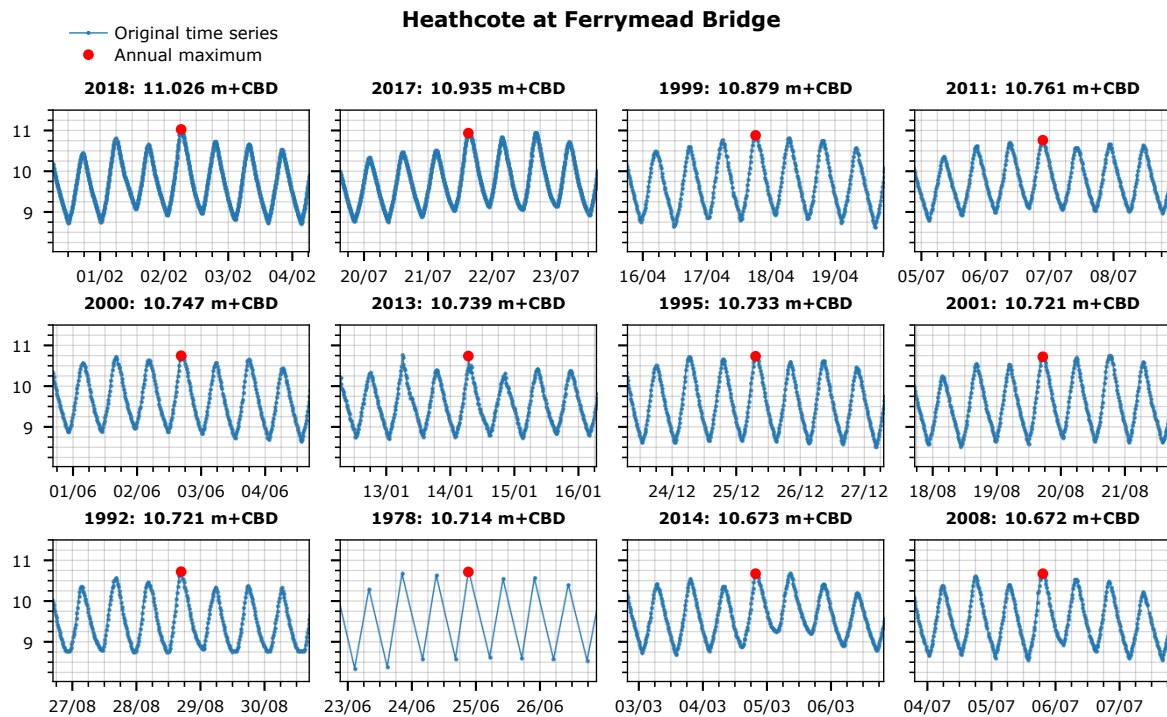 Heathcote at Ferrymead Bridge
Original time series
Annual maximum
2018: 11.026 m+CBD 2017: 10.935 m+CBD 1999: 10.879 m+CBD 2011: 10.761 m+CBD
11
10
9
01/02 02/02 03/02 04/02 20/07 21/07 22/07 23/07 16/04 17/04 18/04 19/04 05/07 06/07 07/07 08/07
2000: 10.747 m+CBD 2013: 10.739 m+CBD 1995: 10.733 m+CBD 2001: 10.721 m+CBD
11
10
9
01/06 02/06 03/06 04/06 13/01 14/01 15/01 16/01 24/12 25/12 26/12 27/12 18/08 19/08 20/08 21/08
1992: 10.721 m+CBD 1978: 10.714 m+CBD 2014: 10.673 m+CBD 2008: 10.672 m+CBD
11
10
9
27/08 28/08 29/08 30/08 23/06 24/06 25/06 26/06 03/03 04/03 05/03 06/03 04/07 05/07 06/07 07/07